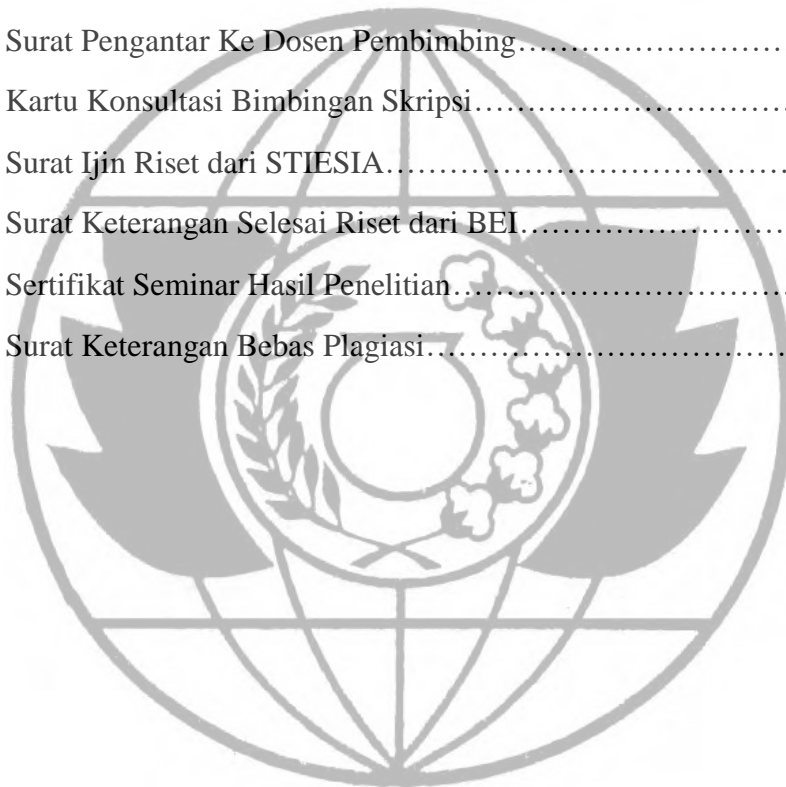 Surat Pengantar Ke Dosen Pembimbing……………………
Kartu Konsultasi Bimbingan Skripsi…………………………
Surat Ijin Riset dari STIESIA…………………………………
Surat Keterangan Selesai Riset dari BEI……………………
Sertifikat Seminar Hasil Penelitian……………………………
Surat Keterangan Bebas Plagiasi………………………………